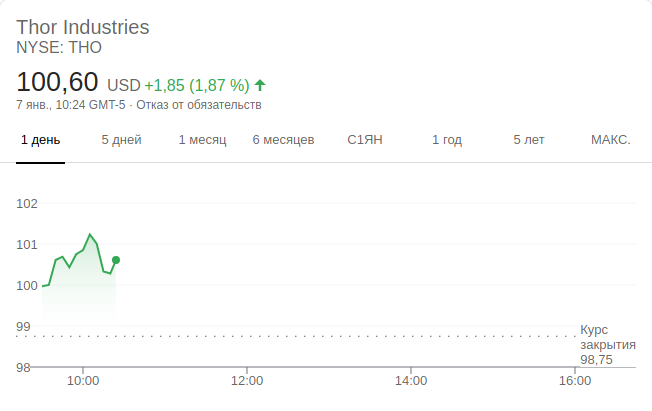 Thor Industries
NYSE: THO
100,60 USD +1,85 (1,87 %)
7 янв., 10:24 GMT-5 · Отказ от обязательств
1 день 5 дней 1 месяц 6 месяцев С1ЯН 1 год 5 лет МАКС.
102
101
100
99
Курс
закрытия
98,75
98
10:00 12:00 14:00 16:00